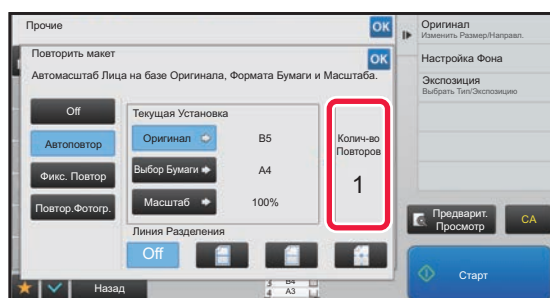 Прочие
OK
Повторить макет
OK
Автомасштаб Лица на базе Оригинала, Формата Бумаги и Масштаба.
Off
Автоповтор
Фикс. Повтор
Повтор.Фотогр.
Текущая Установка
Оригинал
B5
Выбор Бумаги
A4
Масштаб
100%
Колич-во
Повторов
1
Линия Разделения
Off
Назад
3 B4
4 A3
Оригинал
Изменить Размер/Направл.
Настройка Фона
Экспозиция
Выбрать Тип/Экспозицию
Предварит.
Просмотр
CA
Старт